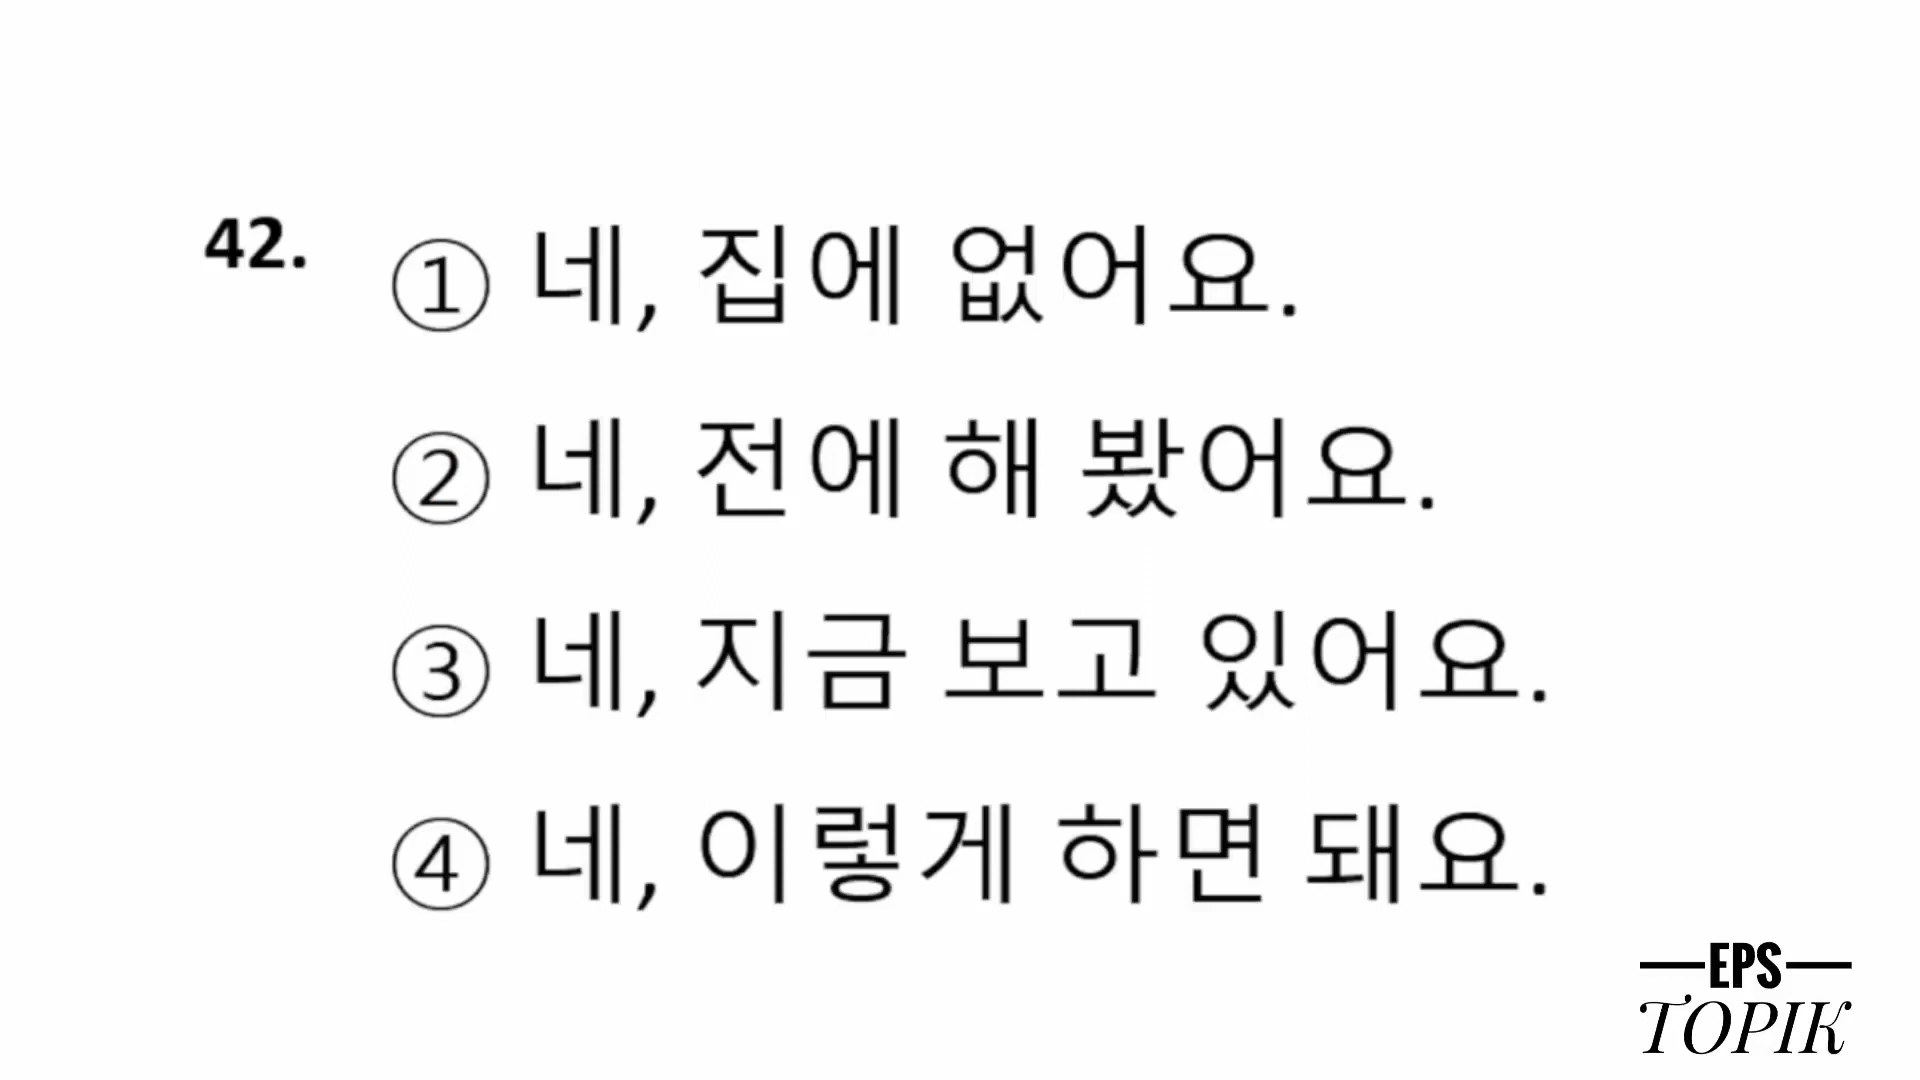 42. ① 네, 집에 없어요.
② 네, 전에 해 봤어요.
③ 네, 지금 보고 있어요.
④ 네, 이렇게 하면 돼요.
EPS
TOPIK